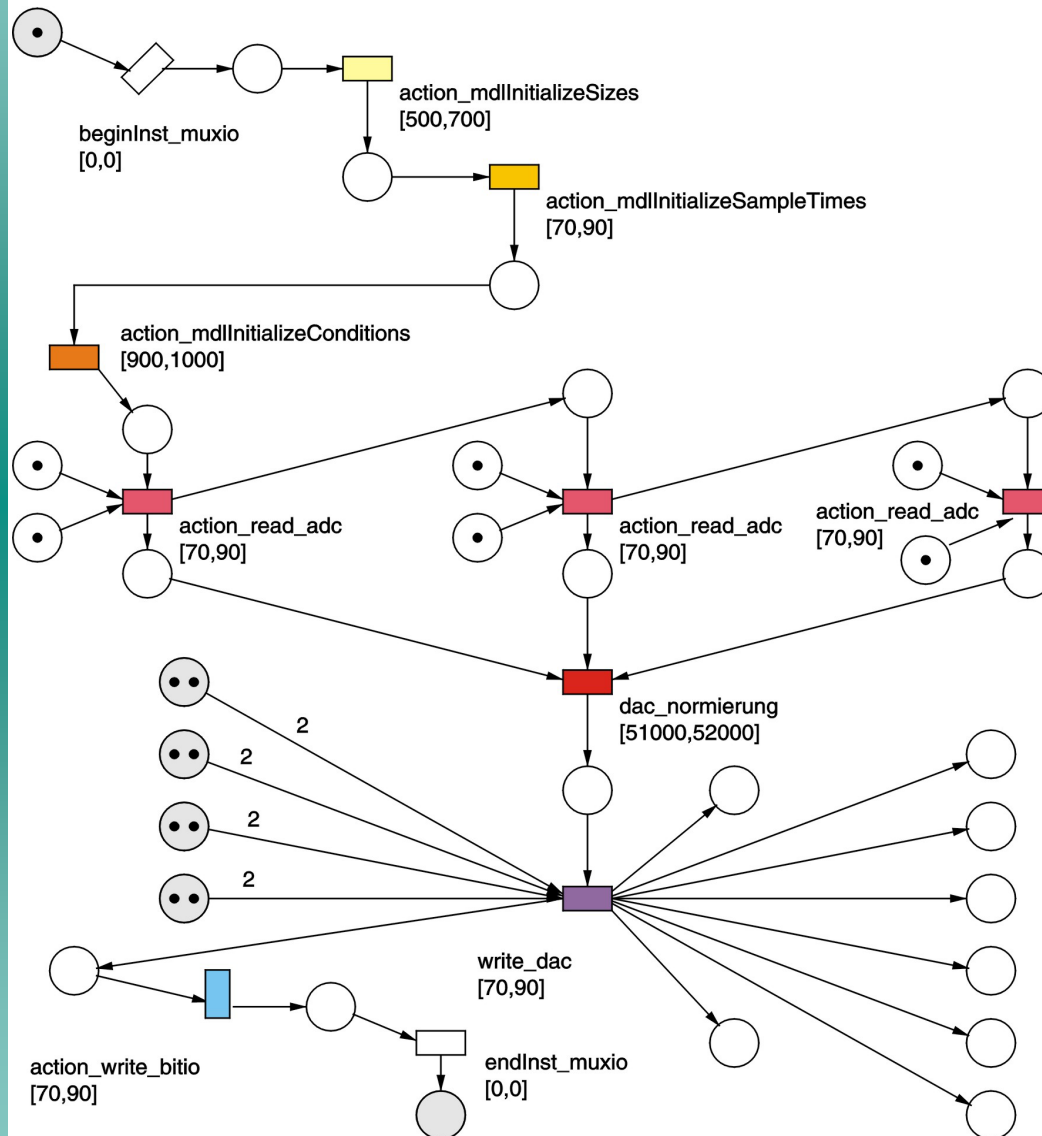 action_mdlInitializeSizes
[500,700]
beginInst_muxio
[0,0]
action_mdlInitializeSampleTimes
[70,90]
action_mdlInitializeConditions
[900,1000]
action_read_adc
[70,90]
action_read_adc
[70,90]
action_read_adc
[70,90]
dac_normierung
[51000,52000]
2
2
2
2
write_dac
[70,90]
action_write_bitio
[70,90]
endInst_muxio
[0,0]